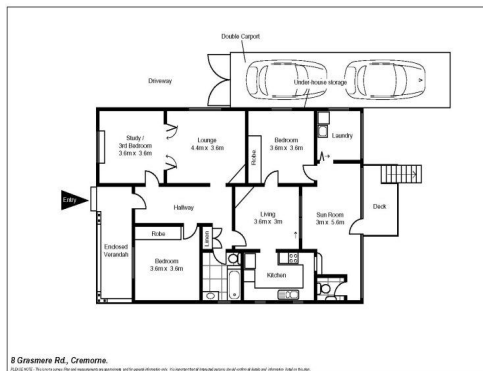 Double Carport
Driveway
Under-house storage
Study /
3rd Bedroom
3.6m x 3.6m
Lounge
4.4m x 3.6m
Robe
Bedroom
3.6m x 3.6m
Laundry
Entry
Hallway
Living
3.6m x 3m
Sun Room
3m x 5.6m
Deck
Enclosed
Verandah
Robe
Linen
Bedroom
3.6m x 3.6m
Kitchen
8 Grasmere Rd., Cremorne.